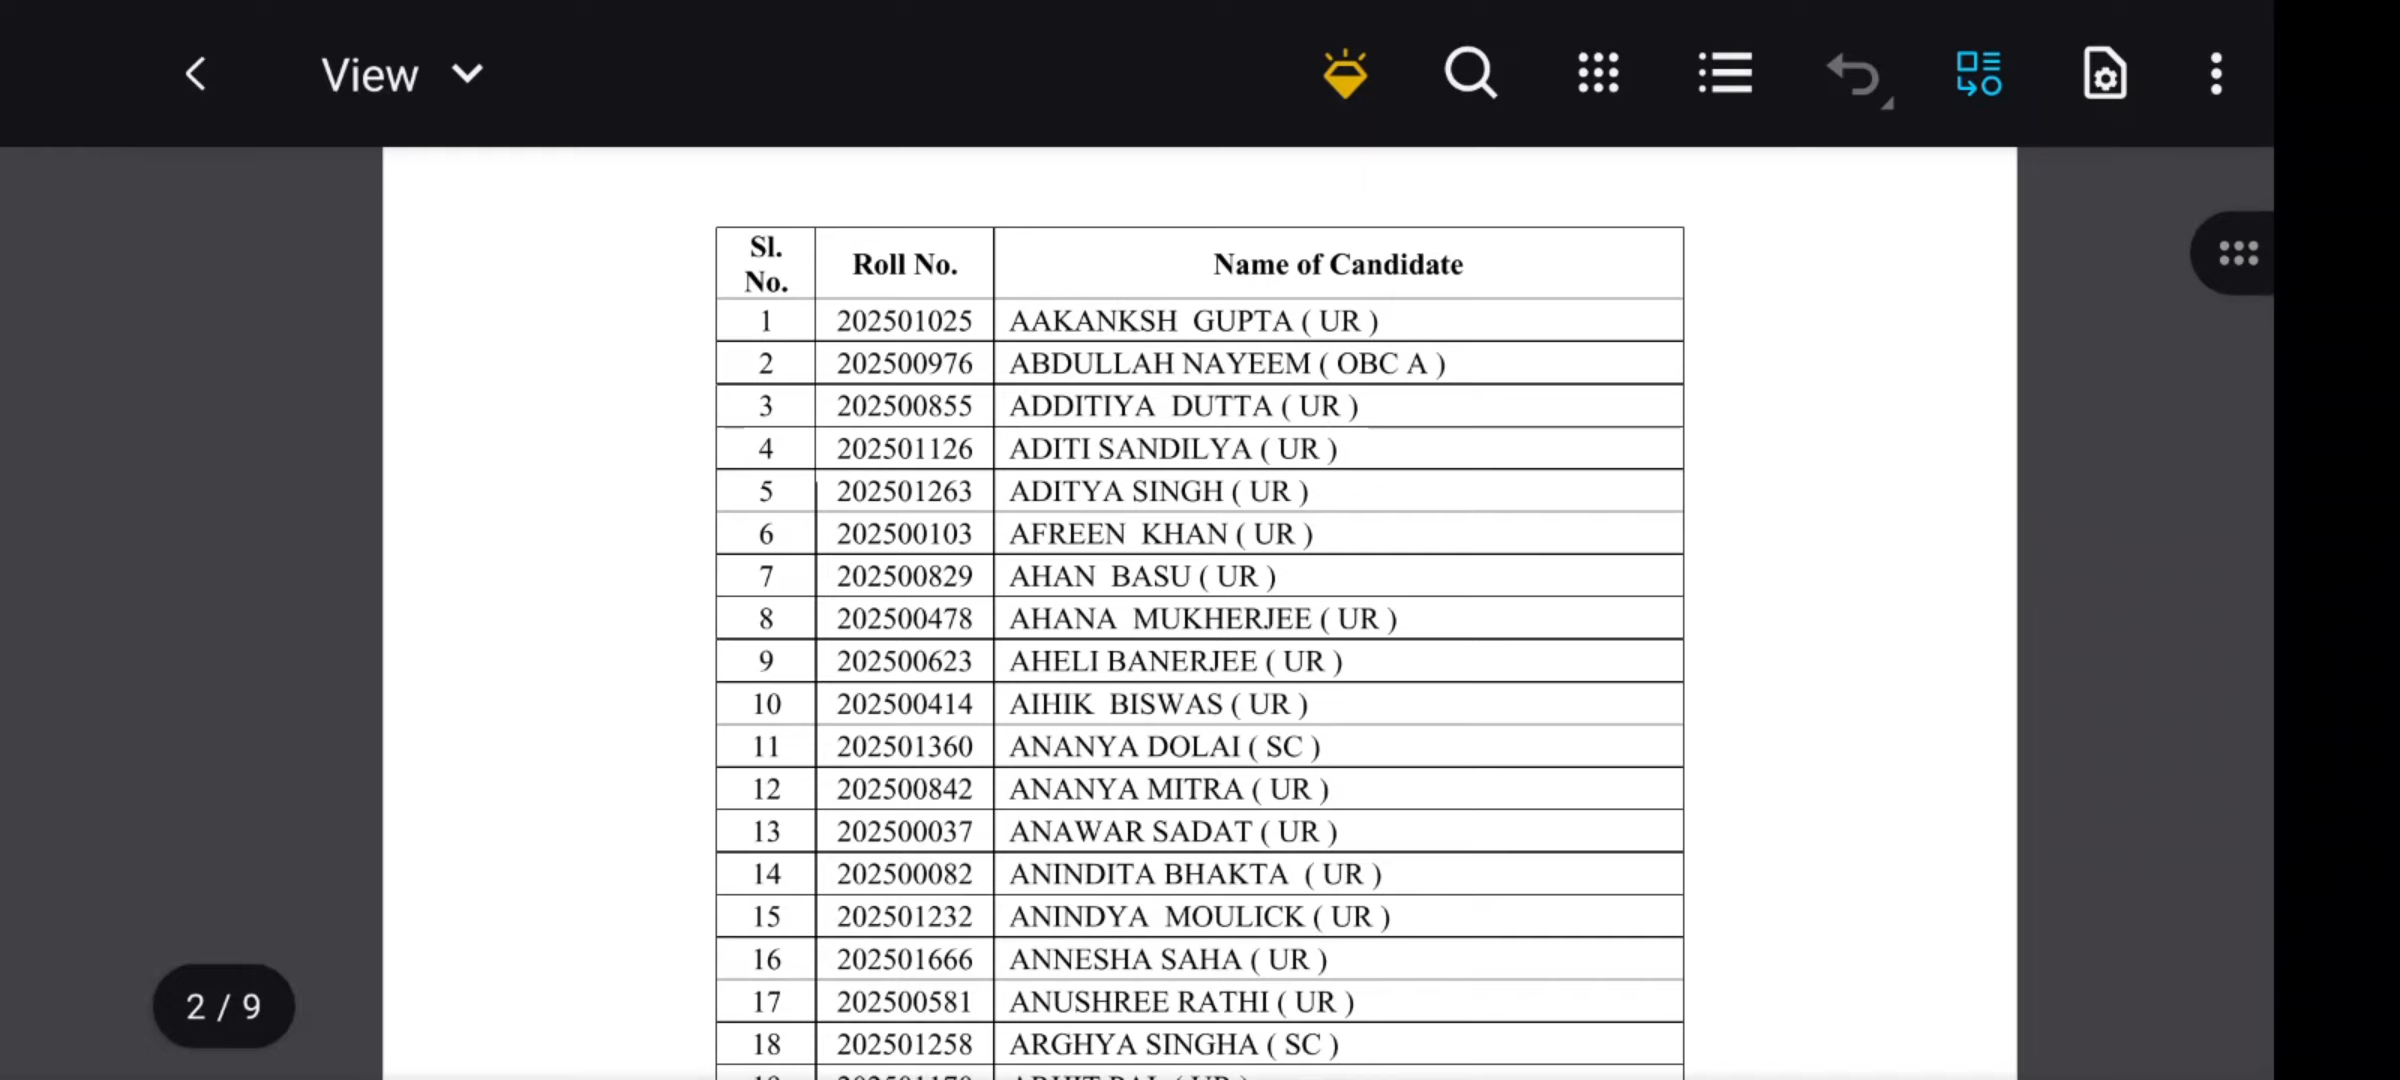 View
Sl. No. Roll No. Name of Candidate
1 202501025 AAKANKSH GUPTA ( UR )
2 202500976 ABDULLAH NAYEEM ( OBC A )
3 202500855 ADDITIYA DUTTA ( UR )
4 202501126 ADITI SANDILYA ( UR )
5 202501263 ADITYA SINGH ( UR )
6 202500103 AFREEN KHAN ( UR )
7 202500829 AHAN BASU ( UR )
8 202500478 AHANA MUKHERJEE ( UR )
9 202500623 AHELI BANERJEE ( UR )
10 202500414 AIHIK BISWAS ( UR )
11 202501360 ANANYA DOLAI ( SC )
12 202500842 ANANYA MITRA ( UR )
13 202500037 ANAWAR SADAT ( UR )
14 202500082 ANINDITA BHAKTA ( UR )
15 202501232 ANINDYA MOULICK ( UR )
16 202501666 ANNESHA SAHA ( UR )
17 202500581 ANUSHREE RATHI ( UR )
18 202501258 ARGHYA SINGHA ( SC )
2 / 9